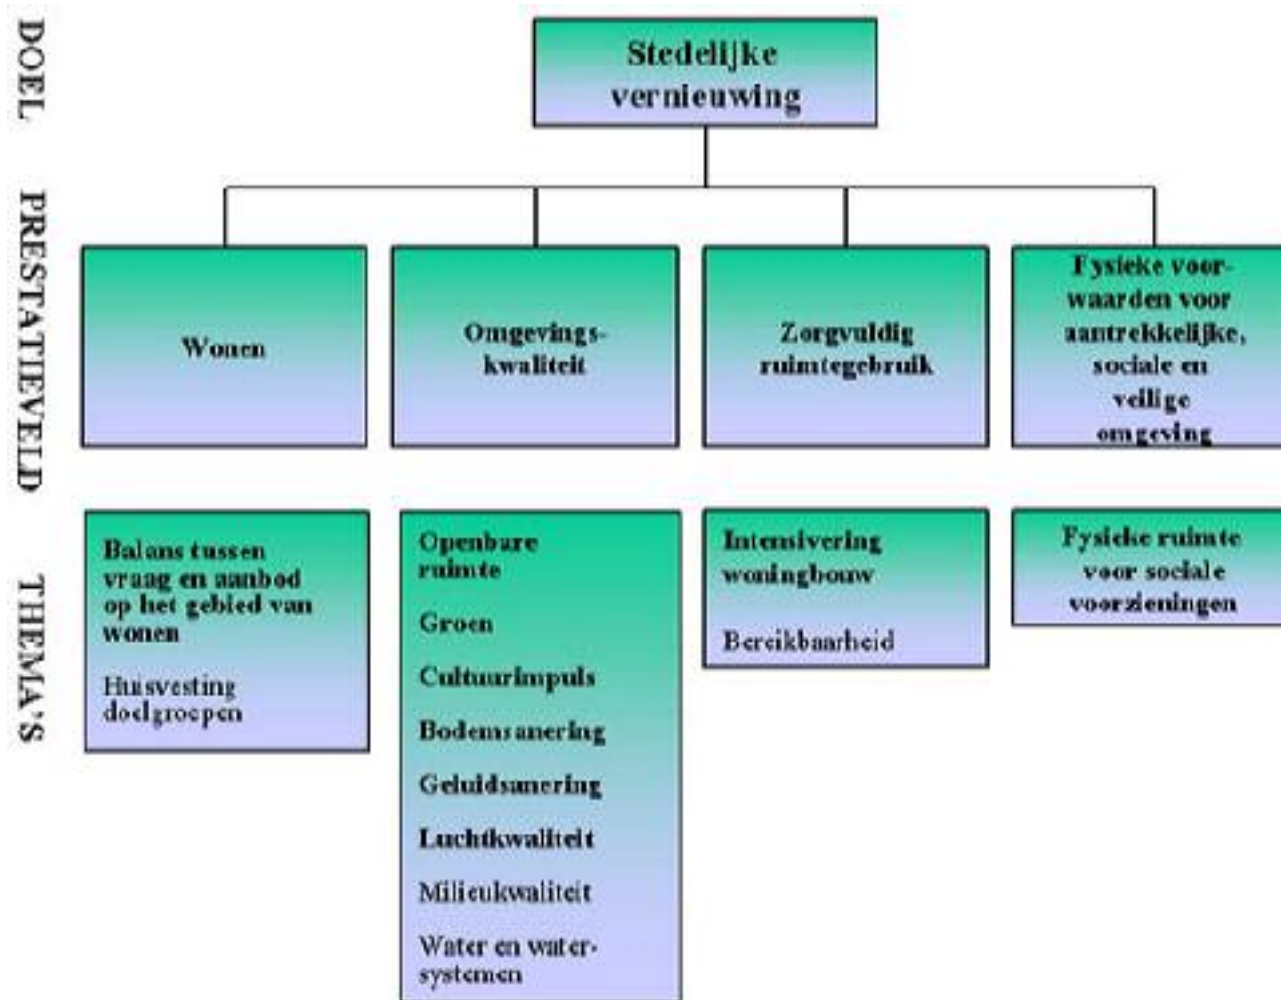 DOEL
Stedelijke
vernieuwing
PRESTATIEVELD
Wonen
Omgevings-
kwaliteit
Zorgvuldig
ruimtegebruik
Fysieke voor-
waarden voor
aantrekkelijke,
sociale en
veilige
omgeving
THEMA'S
Balans tussen
vraag en aanbod
op het gebied van
wonen
Huisvesting
doelgroepen
Openbare
ruimte
Groen
Cultuurimpuls
Bodemsanering
Geluidsanering
Luchtkwaliteit
Milieukwaliteit
Water en water-
systemen
Intensivering
woningbouw
Bereikbaarheid
Fysieke ruimte
voor sociale
voorzieningen